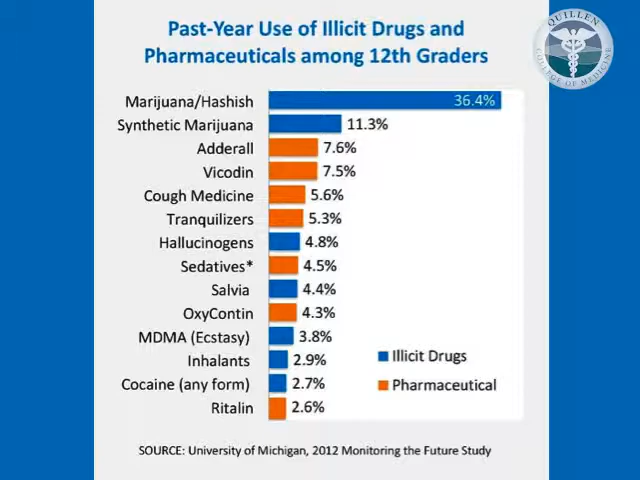 Past-Year Use of Illicit Drugs and
Pharmaceuticals among 12th Graders
QUILLEN
COLLEGE OF MEDICINE
Marijuana/Hashish 36.4%
Synthetic Marijuana 11.3%
Adderall 7.6%
Vicodin 7.5%
Cough Medicine 5.6%
Tranquilizers 5.3%
Hallucinogens 4.8%
Sedatives* 4.5%
Salvia 4.4%
OxyContin 4.3%
MDMA (Ecstasy) 3.8%
Inhalants 2.9%
Cocaine (any form) 2.7%
Ritalin 2.6%
Illicit Drugs
Pharmaceutical
SOURCE: University of Michigan, 2012 Monitoring the Future Study